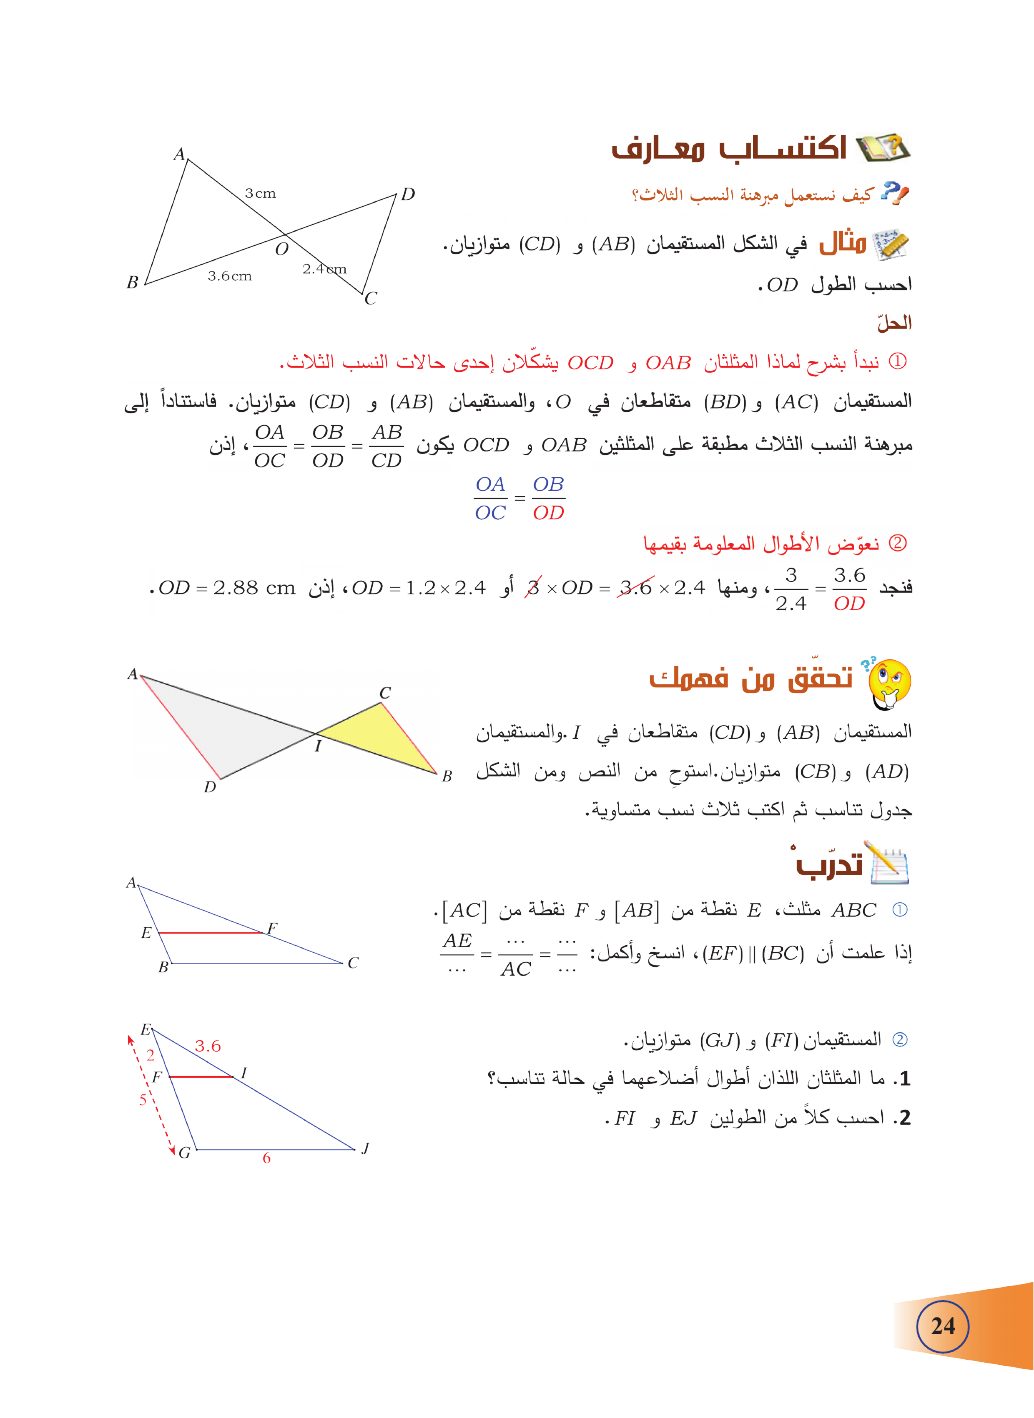 اكتساب معارف
كيف نستعمل مبرهنة النسب الثلاث؟
مثال في الشكل المستقيمان (AB) و (CD) متوازيان.
احسب الطول OD .
A
3cm
D
O
B
3.6cm
2.4cm
C
الحلّ
① نبدأ بشرح لماذا المثلثان OAB و OCD يشكّلان إحدى حالات النسب الثلاث.
المستقيمان (AC) و (BD) متقاطعان في O، والمستقيمان (AB) و (CD) متوازيان. فاستناداً إلى
مبرهنة النسب الثلاث مطبقة على المثلثين OAB و OCD يكون OA/OC = OB/OD = AB/CD ، إذن
OA/OC = OB/OD
② نعوّض الأطوال المعلومة بقيمها
فنجد 3/2.4 = 3.6/OD ، ومنها 3 × OD = 3.6 × 2.4 أو OD = 1.2 × 2.4 ، إذن OD = 2.88 cm .
تحقّق من فهمك
المستقيمان (AB) و (CD) متقاطعان في I .والمستقيمان
(AD) و (CB) متوازيان.استوحِ من النص ومن الشكل
جدول تناسب ثم اكتب ثلاث نسب متساوية.
A
C
I
B
D
تدرّبْ
① ABC مثلث، E نقطة من [AB] و F نقطة من [AC] .
إذا علمت أن (EF) || (BC) ، انسخ وأكمل: AE/... = .../AC = .../...
A
E
F
B
C
② المستقيمان (FI) و (GJ) متوازيان.
1. ما المثلثان اللذان أطوال أضلاعهما في حالة تناسب؟
2. احسب كلاً من الطولين EJ و FI .
E
3.6
2
F
I
5
G
6
J
24